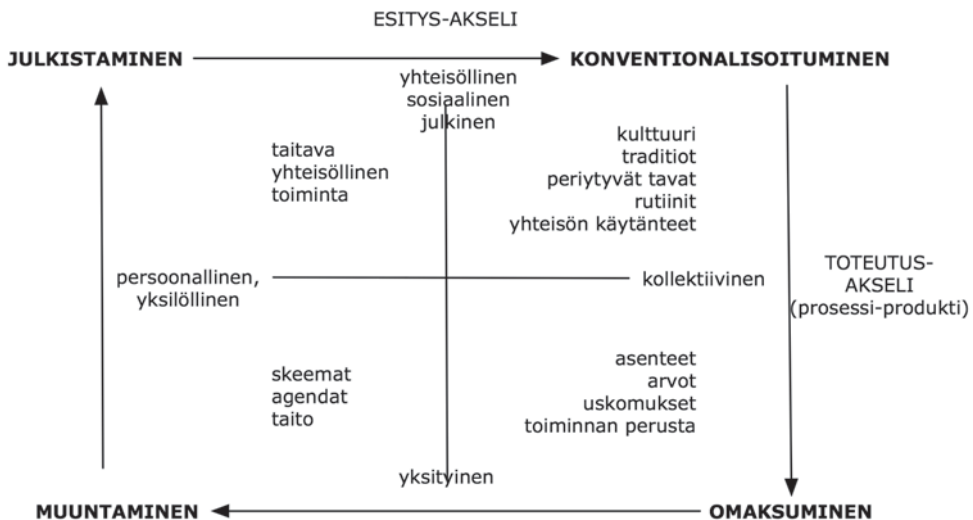 ESITYS-AKSELI
JULKISTAMINEN
KONVENTIONALISOITUMINEN
yhteisöllinen
sosiaalinen
julkinen
taitava
yhteisöllinen
toiminta
kulttuuri
traditiot
periytyvät tavat
rutiinit
yhteisön käytänteet
persoonallinen,
yksilöllinen
kollektiivinen
TOTEUTUS-
AKSELI
(prosessi-produkti)
skeemat
agendat
taito
asenteet
arvot
uskomukset
toiminnan perusta
yksityinen
MUUNTAMINEN
OMAKSUMINEN